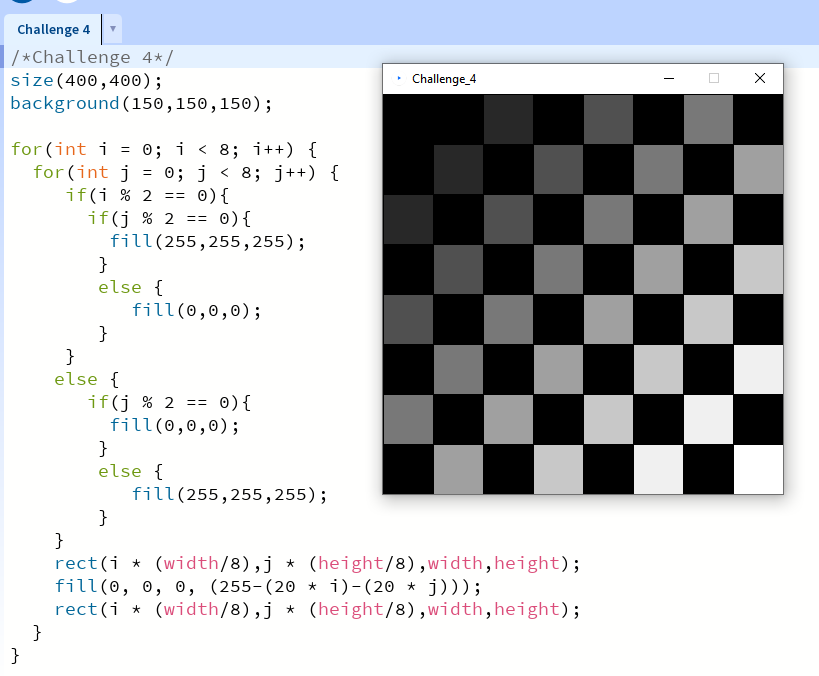 Challenge 4
/*Challenge 4*/
size(400,400);
background(150,150,150);
for(int i = 0; i < 8; i++) {
for(int j = 0; j < 8; j++) {
if(i % 2 == 0){
if(j % 2 == 0){
fill(255,255,255);
}
else {
fill(0,0,0);
}
}
else {
if(j % 2 == 0){
fill(0,0,0);
}
else {
fill(255,255,255);
}
}
rect(i * (width/8),j * (height/8),width,height);
fill(0, 0, 0, (255-(20 * i)-(20 * j)));
rect(i * (width/8),j * (height/8),width,height);
}
}
Challenge_4